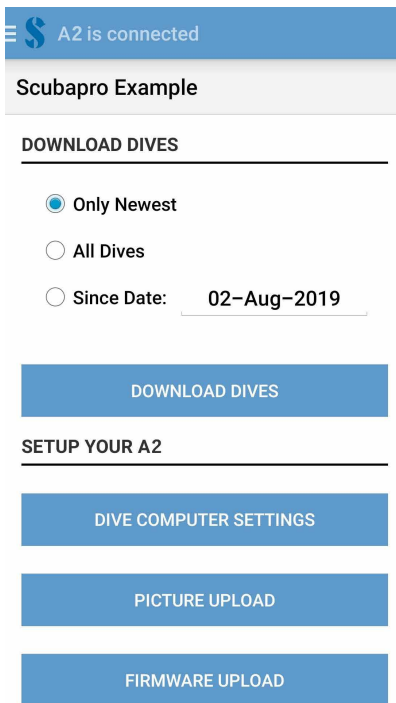 A2 is connected
Scubapro Example
DOWNLOAD DIVES
Only Newest
All Dives
Since Date: 02-Aug-2019
DOWNLOAD DIVES
SETUP YOUR A2
DIVE COMPUTER SETTINGS
PICTURE UPLOAD
FIRMWARE UPLOAD